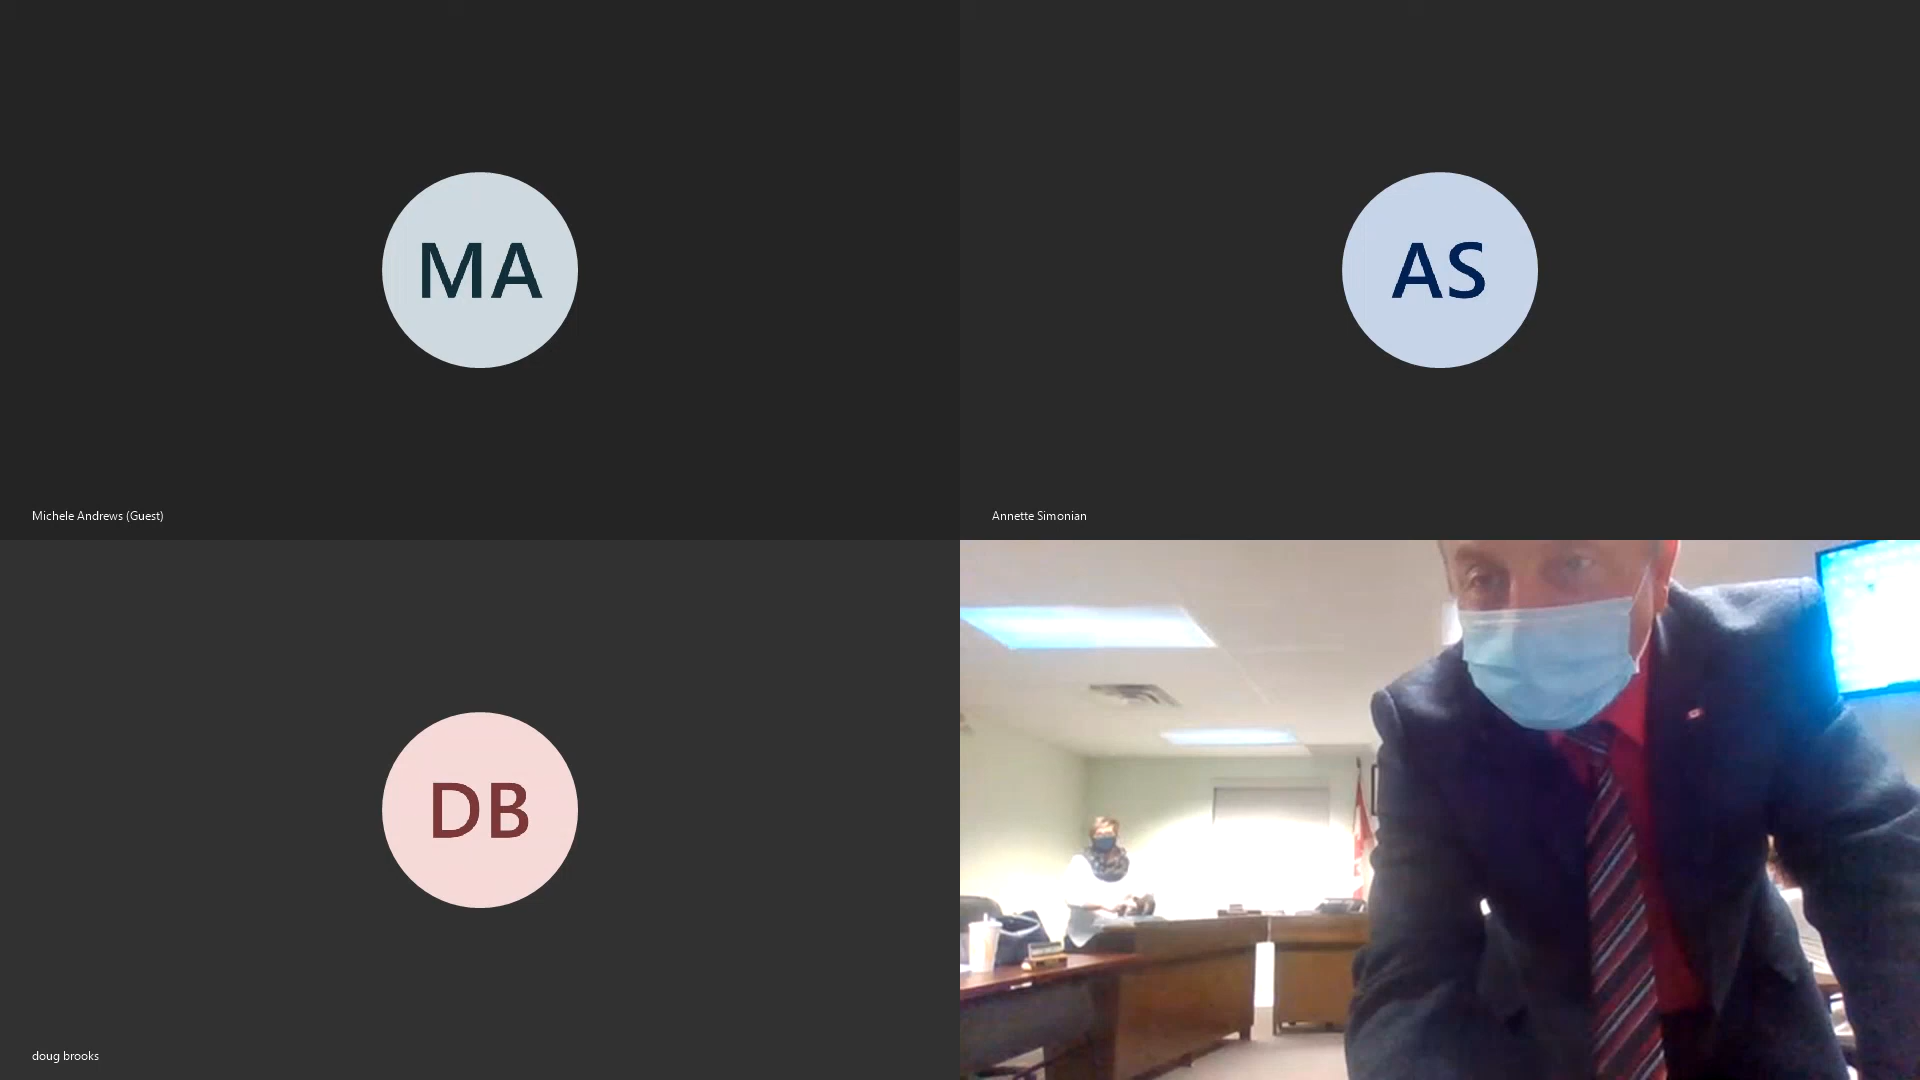 MA
Michele Andrews (Guest)
AS
Annette Simonian
DB
doug brooks